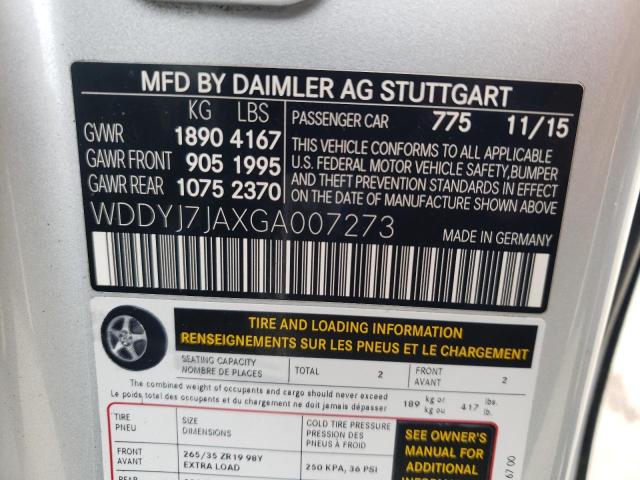 MFD BY DAIMLER AG STUTTGART
KG LBS
GVWR 1890 4167
GAWR FRONT 905 1995
GAWR REAR 1075 2370
PASSENGER CAR 775 11/15
THIS VEHICLE CONFORMS TO ALL APPLICABLE
U.S. FEDERAL MOTOR VEHICLE SAFETY, BUMPER
AND THEFT PREVENTION STANDARDS IN EFFECT
ON THE DATE OF MANUFACTURE SHOWN ABOVE
WDDYJ7JAXGA007273
MADE IN GERMANY
TIRE AND LOADING INFORMATION
RENSEIGNEMENTS SUR LES PNEUS ET LE CHARGEMENT
SEATING CAPACITY
NOMBRE DE PLACES
TOTAL 2
FRONT
AVANT 2
The combined weight of occupants and cargo should never exceed
Le poids total des occupants et du chargement ne doit jamais dépasser
189 kg or
kg ou
417 lbs.
lb.
TIRE
PNEU
SIZE
DIMENSIONS
COLD TIRE PRESSURE
PRESSION DES
PNEUS À FROID
FRONT
AVANT
265/35 ZR19 98Y
EXTRA LOAD
250 KPA, 36 PSI
SEE OWNER'S
MANUAL FOR
ADDITIONAL
REAR
67 00